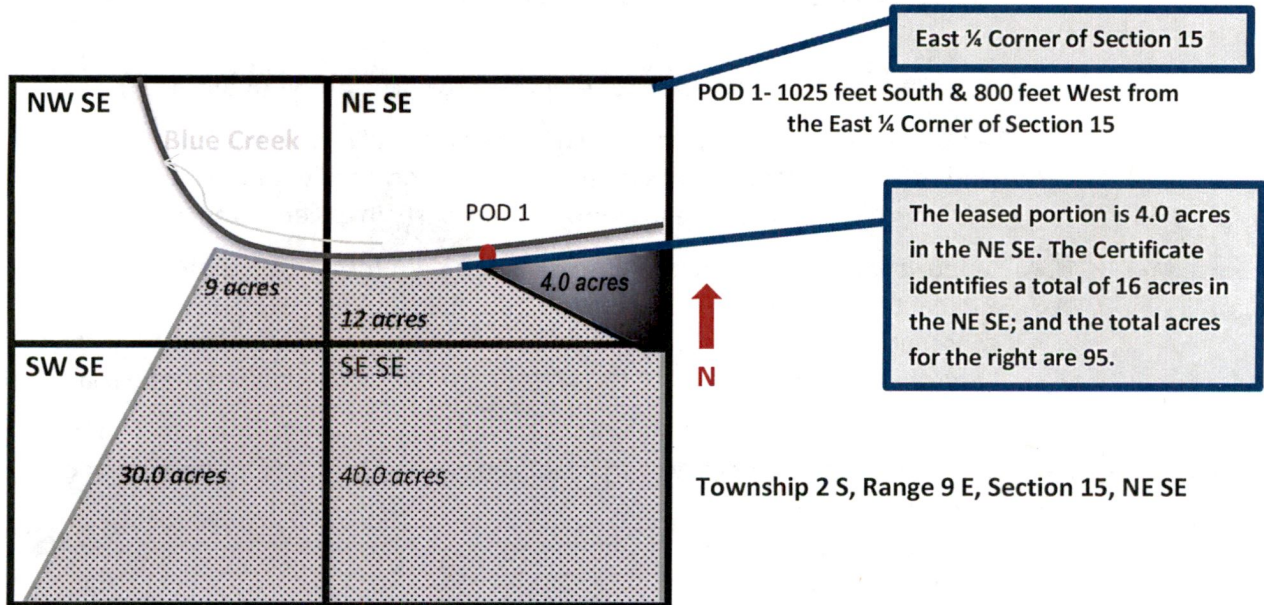 East ¼ Corner of Section 15
NW SE
NE SE
POD 1- 1025 feet South & 800 feet West from
the East ¼ Corner of Section 15
Blue Creek
POD 1
The leased portion is 4.0 acres
in the NE SE. The Certificate
identifies a total of 16 acres in
the NE SE; and the total acres
for the right are 95.
9 acres
4.0 acres
12 acres
N
SW SE
SE SE
30.0 acres
40.0 acres
Township 2 S, Range 9 E, Section 15, NE SE